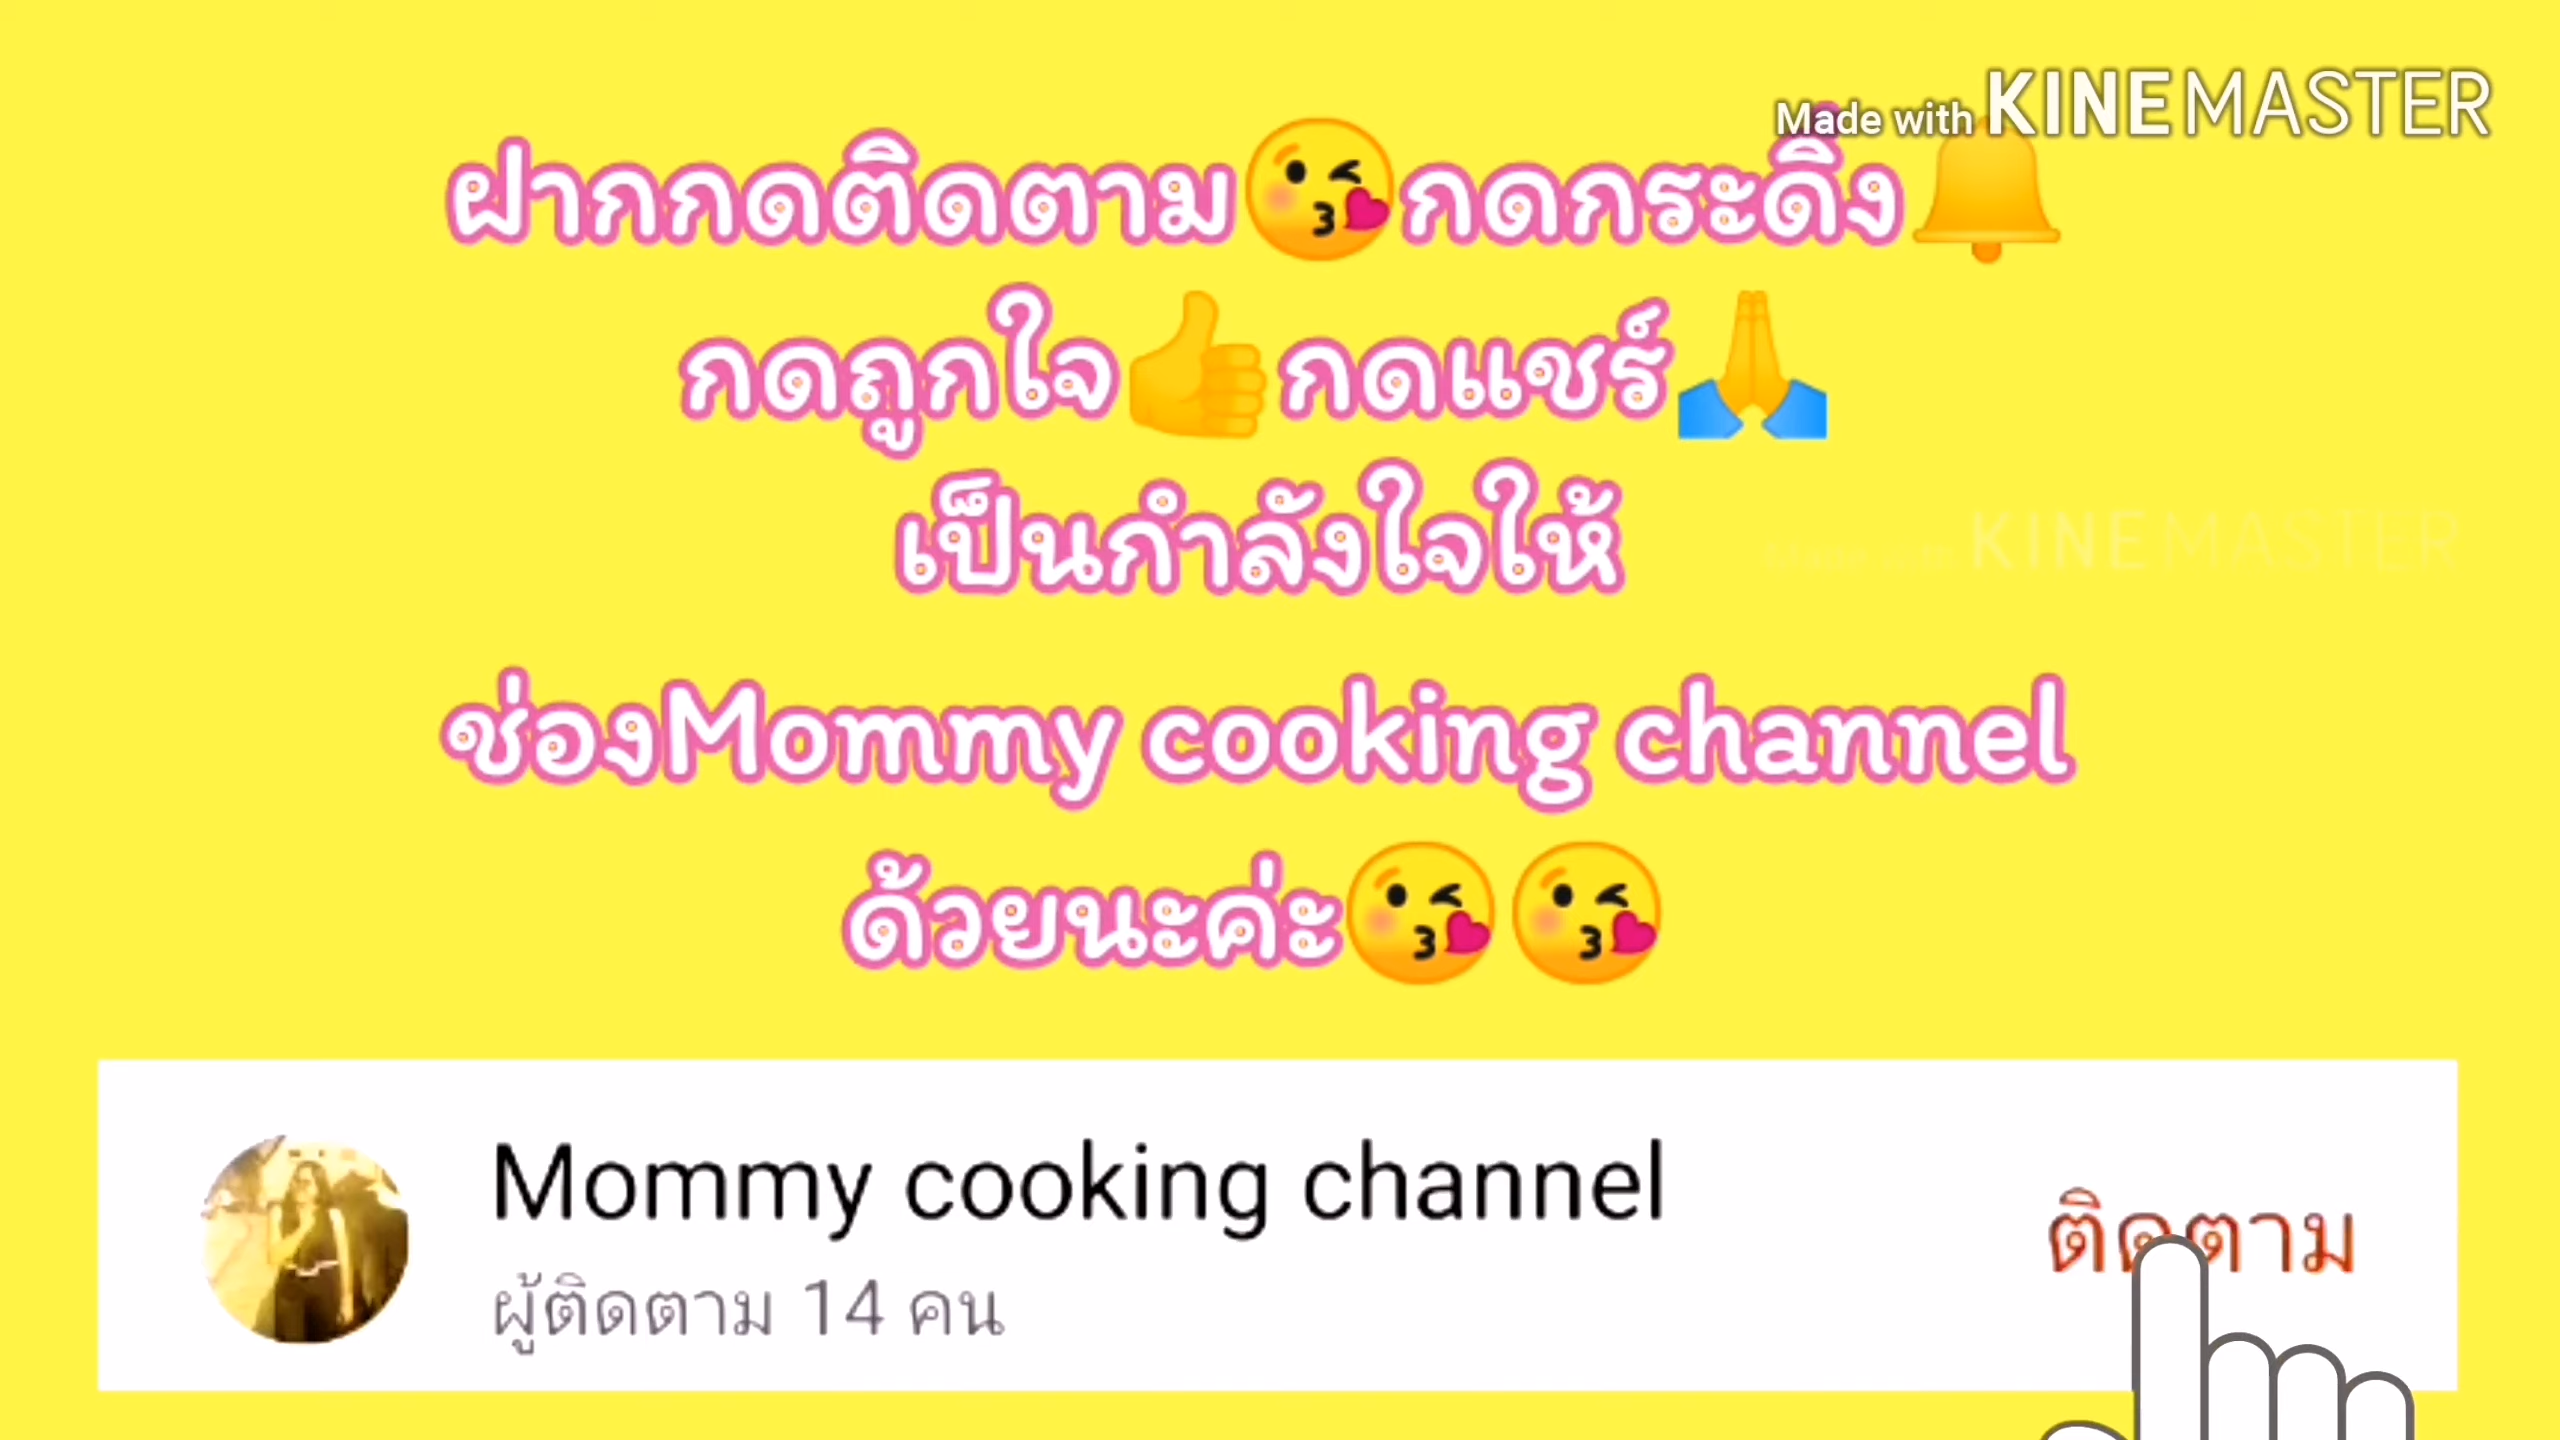 Made with KINEMASTER
ฝากกดติดตาม😘กดกระดิ่ง🔔
กดถูกใจ👍กดแชร์🙏
เป็นกำลังใจให้
Made with KINEMASTER
ช่องMommy cooking channel
ด้วยนะค่ะ😘😘
Mommy cooking channel
ติดตาม
ผู้ติดตาม 14 คน